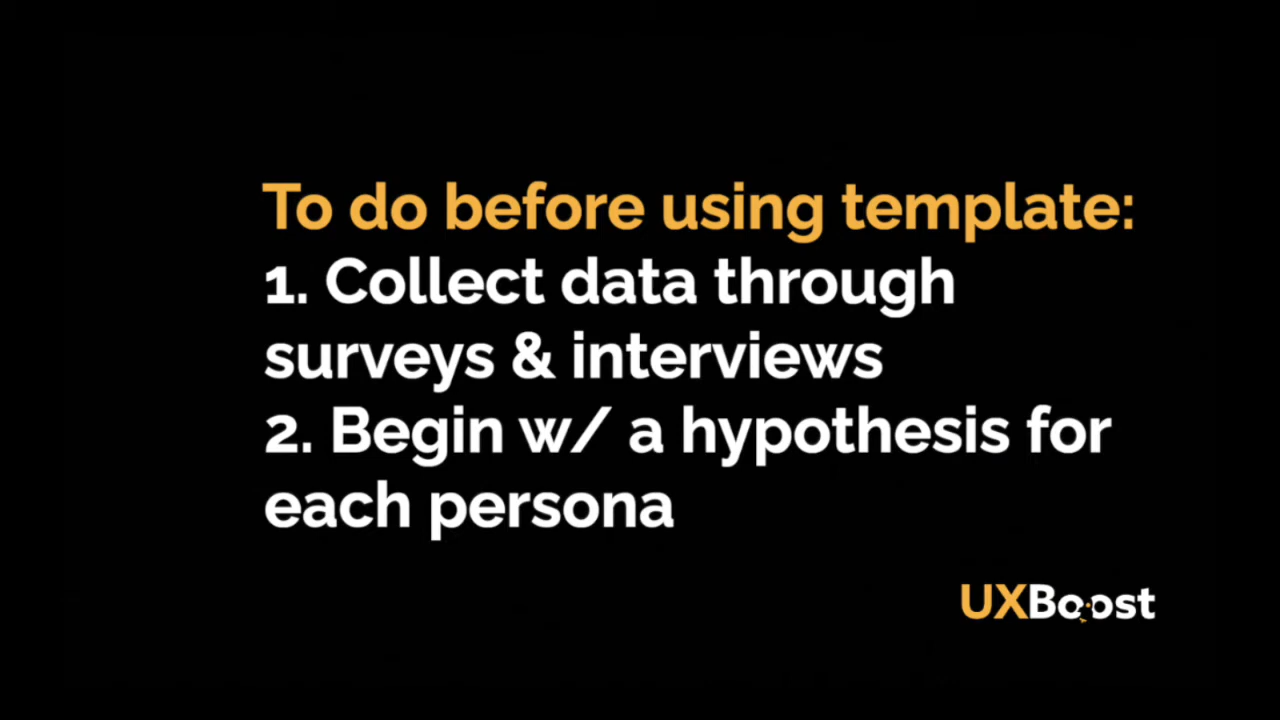 To do before using template:
1. Collect data through
surveys & interviews
2. Begin w/ a hypothesis for
each persona
UXBoost